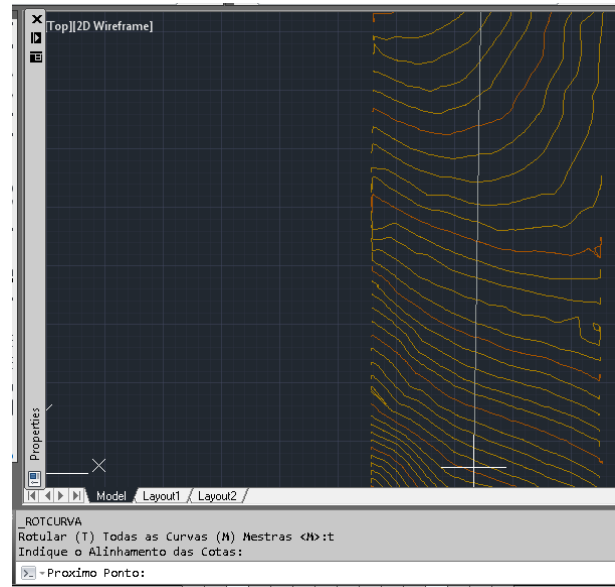 [Top][2D Wireframe]
Properties
Model Layout1 Layout2
_ROTCURVA
Rotular (T) Todas as Curvas (M) Mestras <M>:t
Indique o Alinhamento das Cotas:
Proximo Ponto: